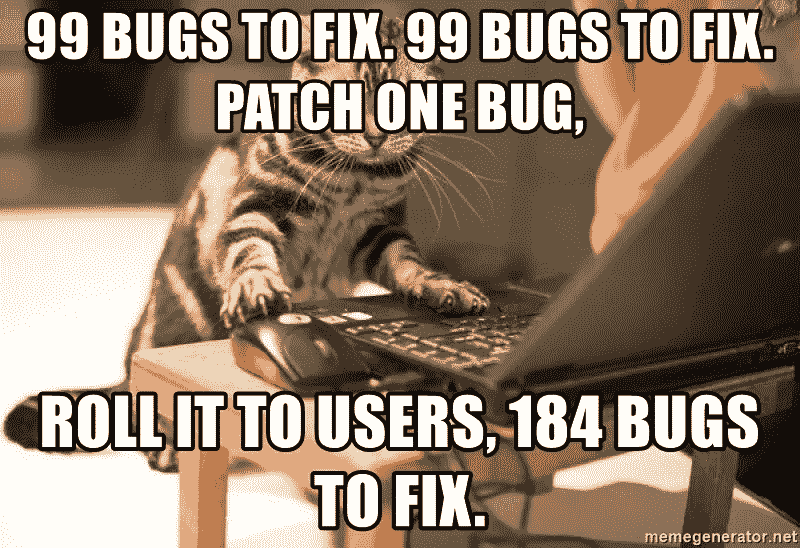 99 BUGS TO FIX. 99 BUGS TO FIX.
PATCH ONE BUG,
ROLL IT TO USERS, 184 BUGS
TO FIX.
memegenerator.net